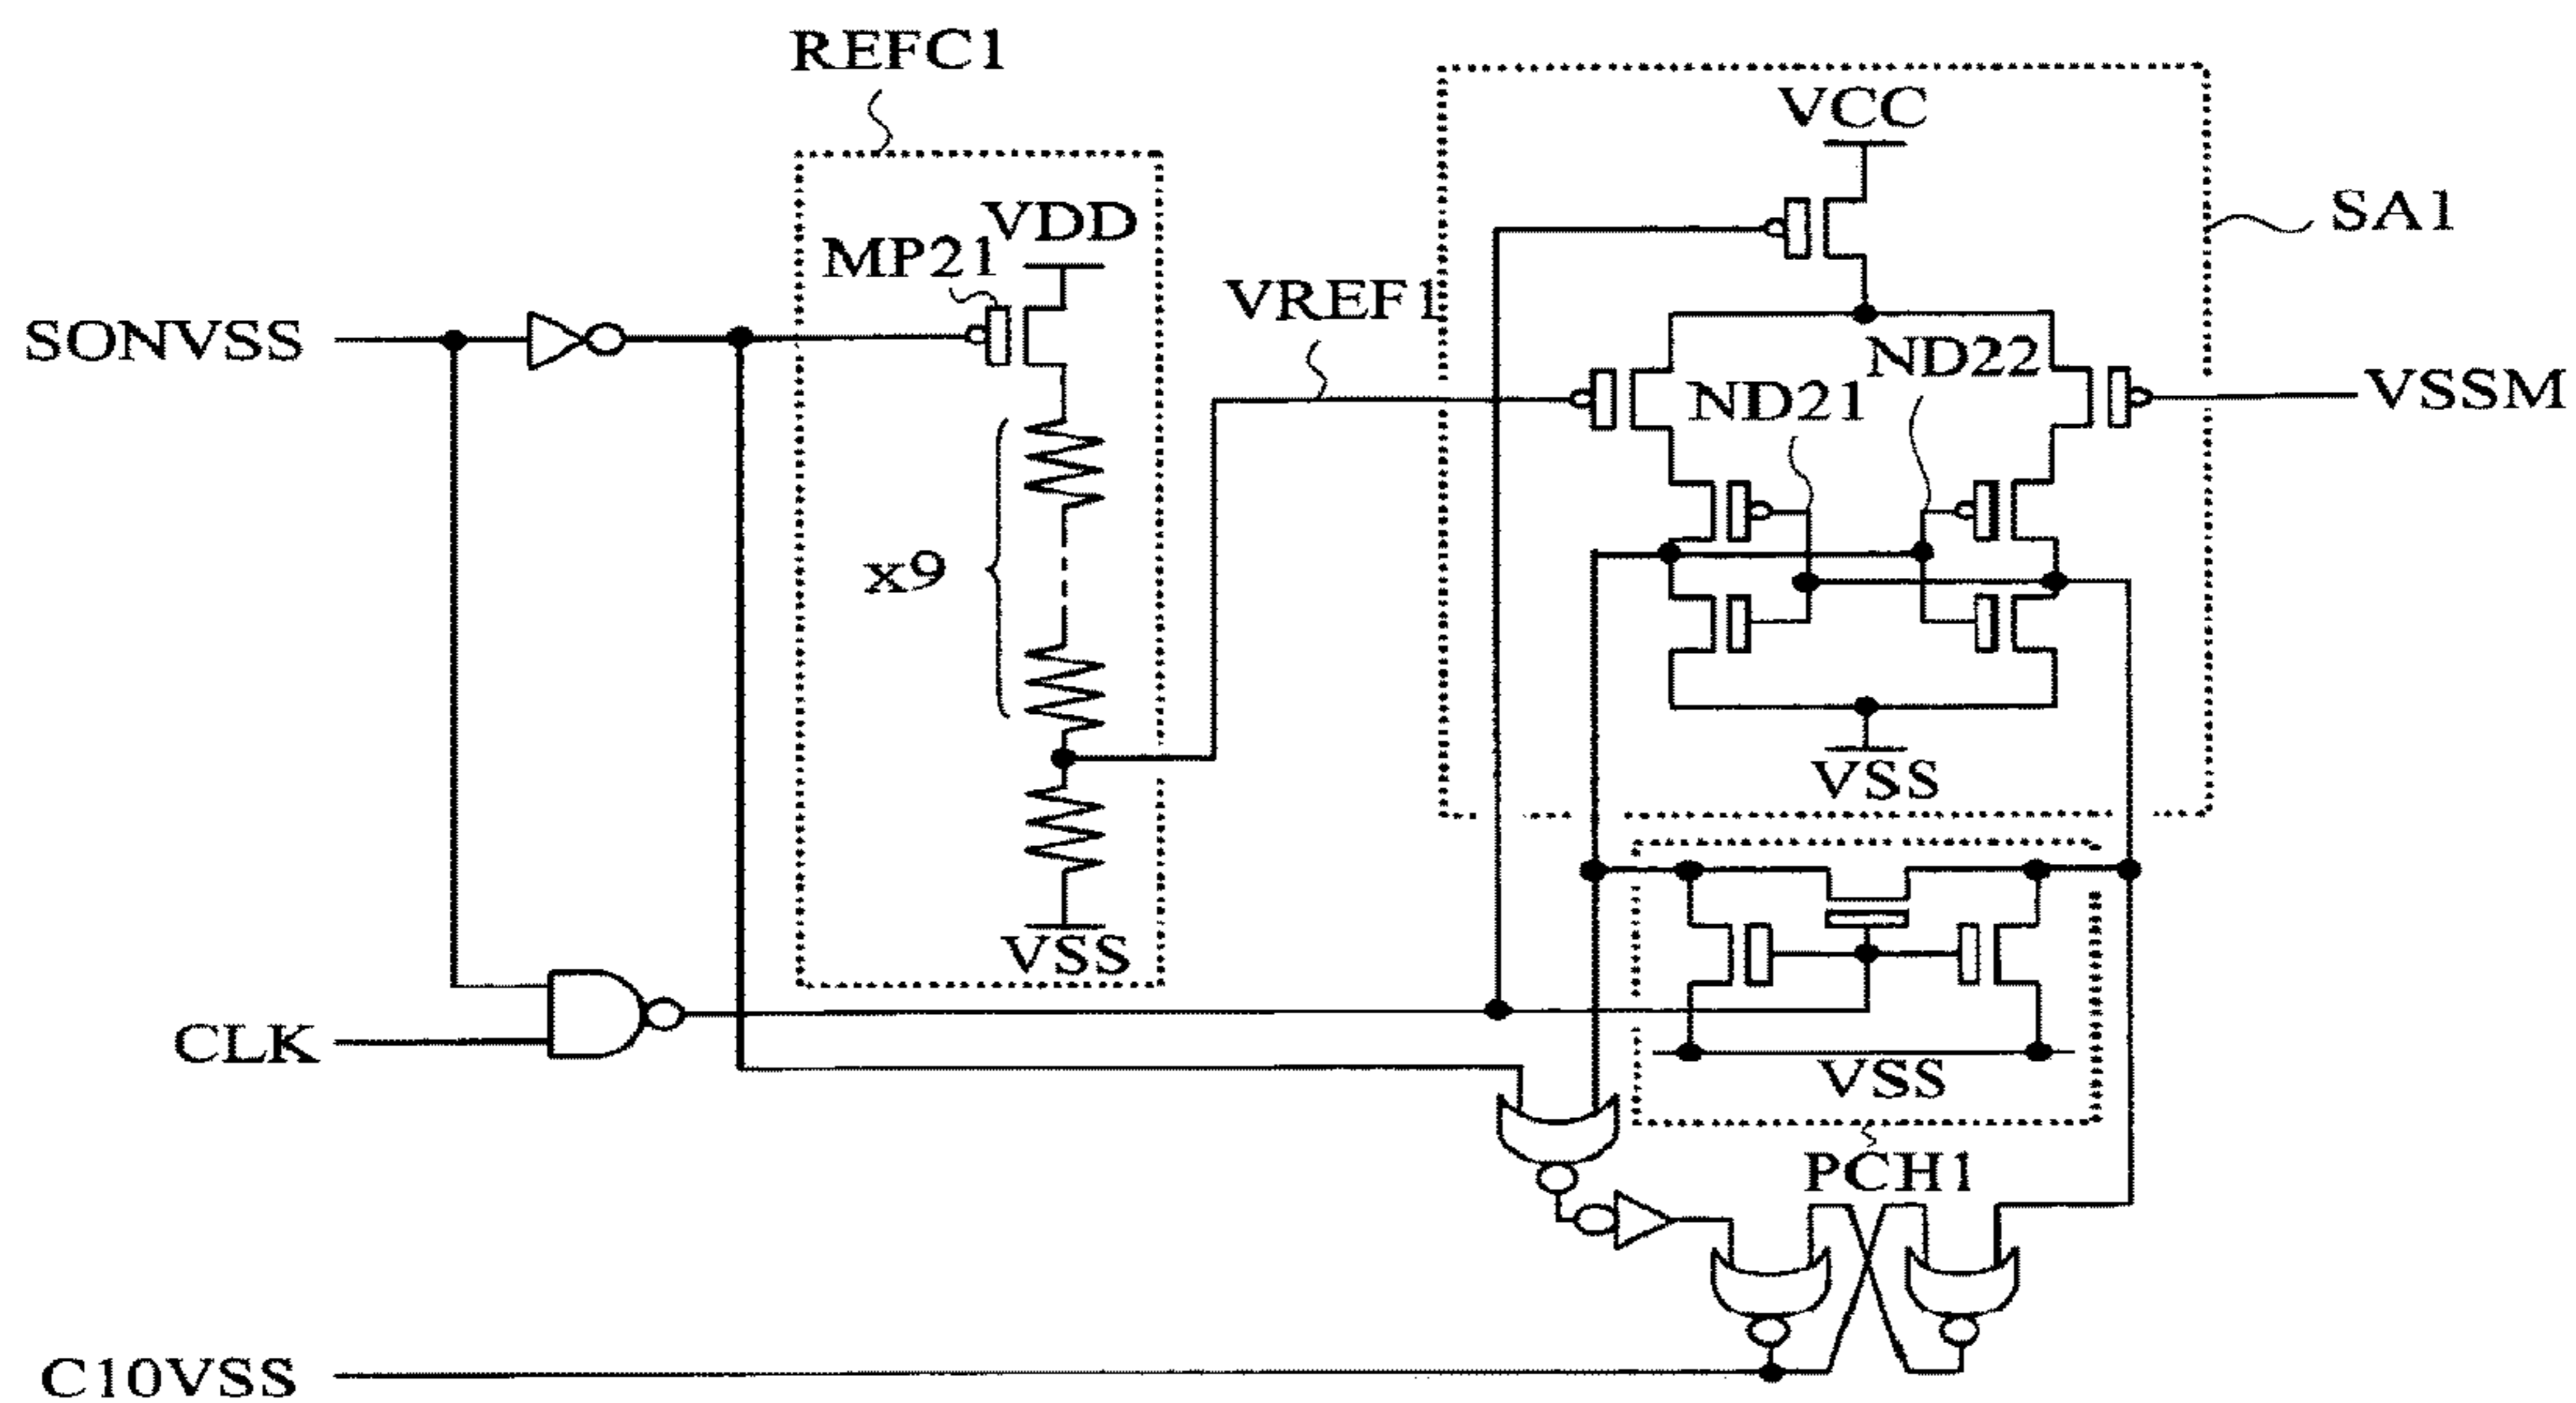 REFC1
VCC
VDD
SA1
MP21
VREF1
SONVSS
ND22
ND21
VSSM
x9
VSS
VSS
CLK
VSS
PCH1
C10VSS